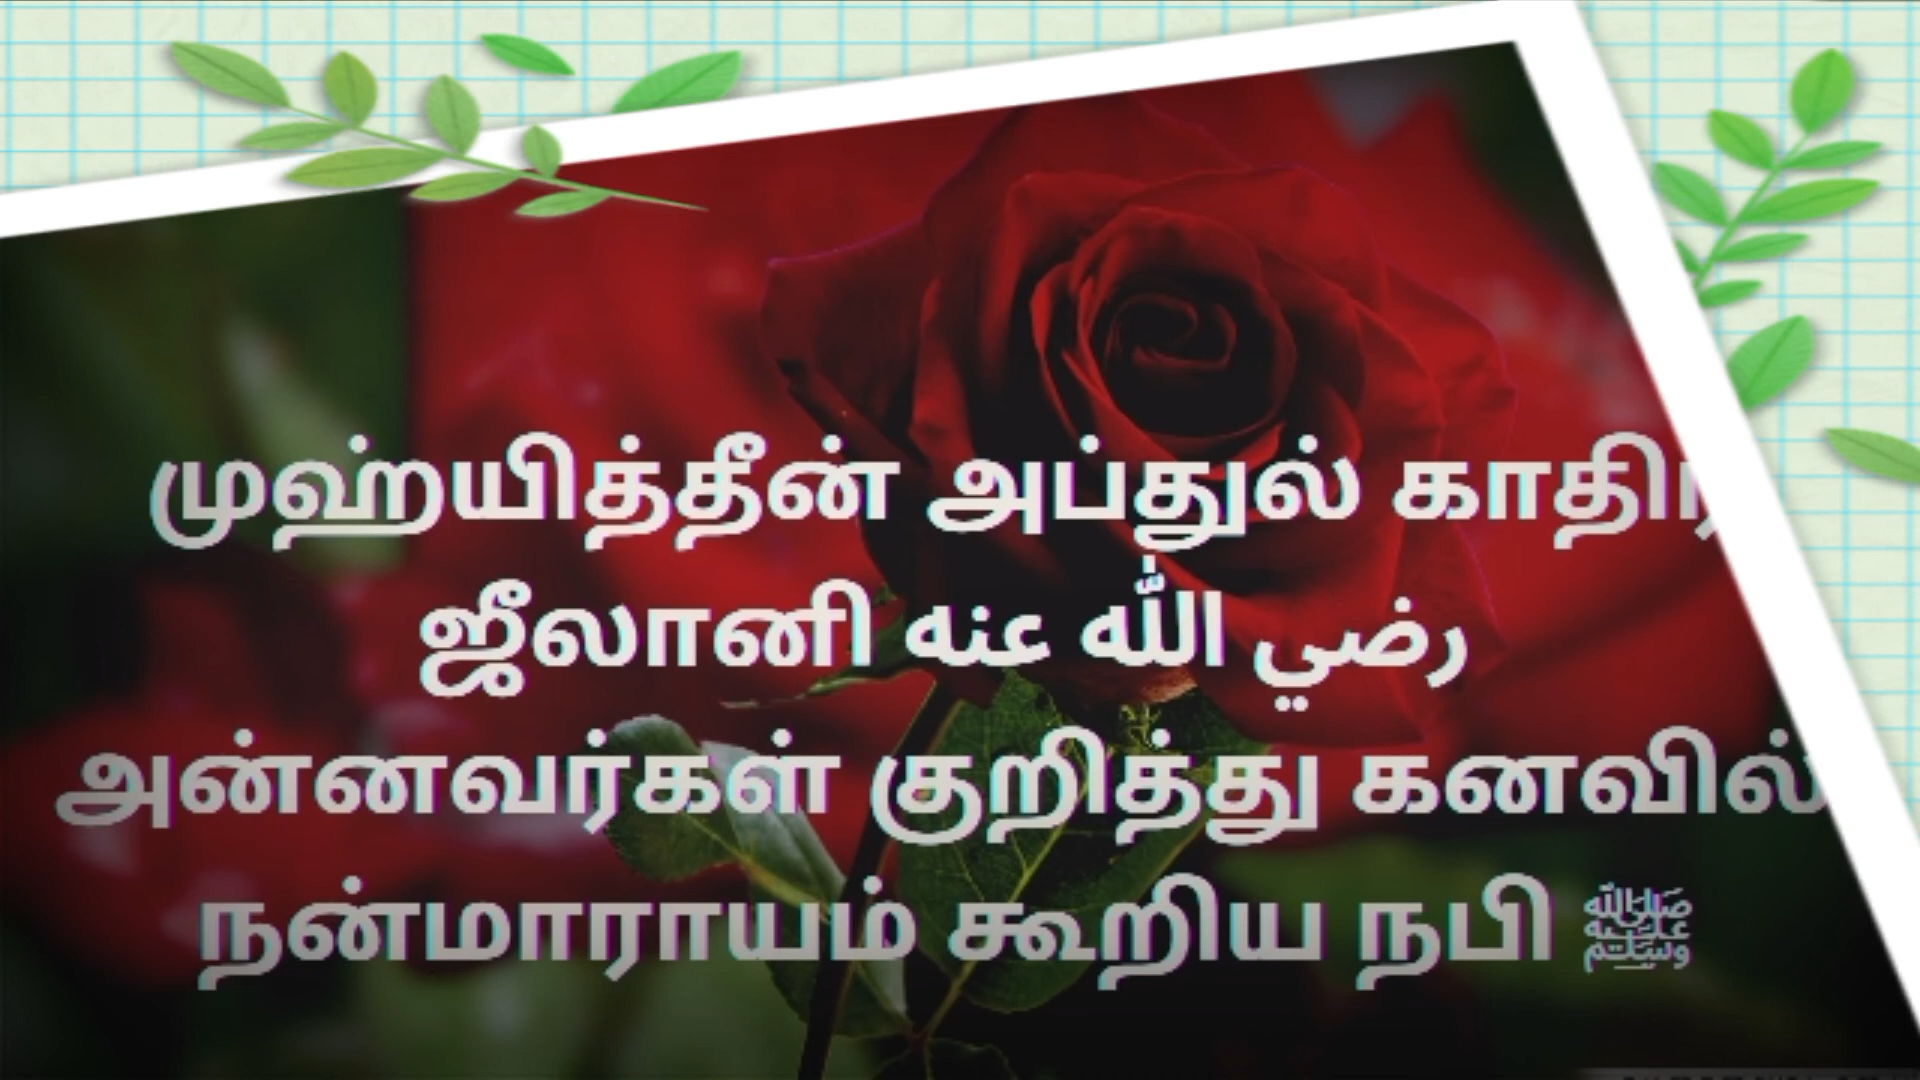 முஹ்யித்தீன் அப்துல் காதிர்
ஜீலானி رضي الله عنه
அன்னவர்கள் குறித்து கனவில்
நன்மாராயம் கூறிய நபி ﷺ